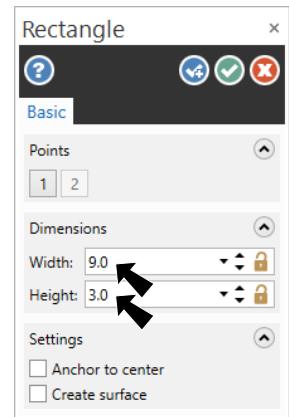 Rectangle ×
?
Basic
Points
1 2
Dimensions
Width: 9.0
Height: 3.0
Settings
Anchor to center
Create surface